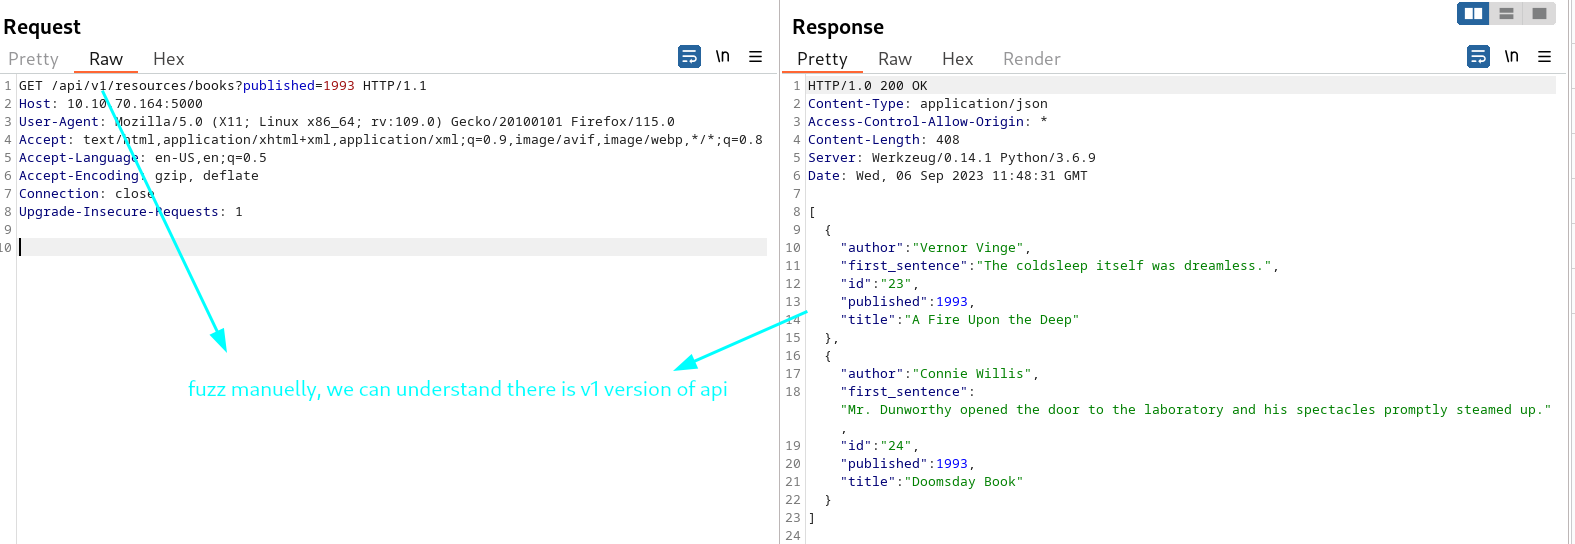 Request
Pretty Raw Hex
\n
1 GET /api/v1/resources/books?published=1993 HTTP/1.1
2 Host: 10.10.70.164:5000
3 User-Agent: Mozilla/5.0 (X11; Linux x86_64; rv:109.0) Gecko/20100101 Firefox/115.0
4 Accept: text/html,application/xhtml+xml,application/xml;q=0.9,image/avif,image/webp,*/*;q=0.8
5 Accept-Language: en-US,en;q=0.5
6 Accept-Encoding: gzip, deflate
7 Connection: close
8 Upgrade-Insecure-Requests: 1
9
10
fuzz manuelly, we can understand there is v1 version of api
Response
Pretty Raw Hex Render
\n
1 HTTP/1.0 200 OK
2 Content-Type: application/json
3 Access-Control-Allow-Origin: *
4 Content-Length: 408
5 Server: Werkzeug/0.14.1 Python/3.6.9
6 Date: Wed, 06 Sep 2023 11:48:31 GMT
7
8 [
9 {
10 "author":"Vernor Vinge",
11 "first_sentence":"The coldsleep itself was dreamless.",
12 "id":"23",
13 "published":1993,
14 "title":"A Fire Upon the Deep"
15 },
16 {
17 "author":"Connie Willis",
18 "first_sentence":
"Mr. Dunworthy opened the door to the laboratory and his spectacles promptly steamed up."
,
19 "id":"24",
20 "published":1993,
21 "title":"Doomsday Book"
22 }
23 ]
24